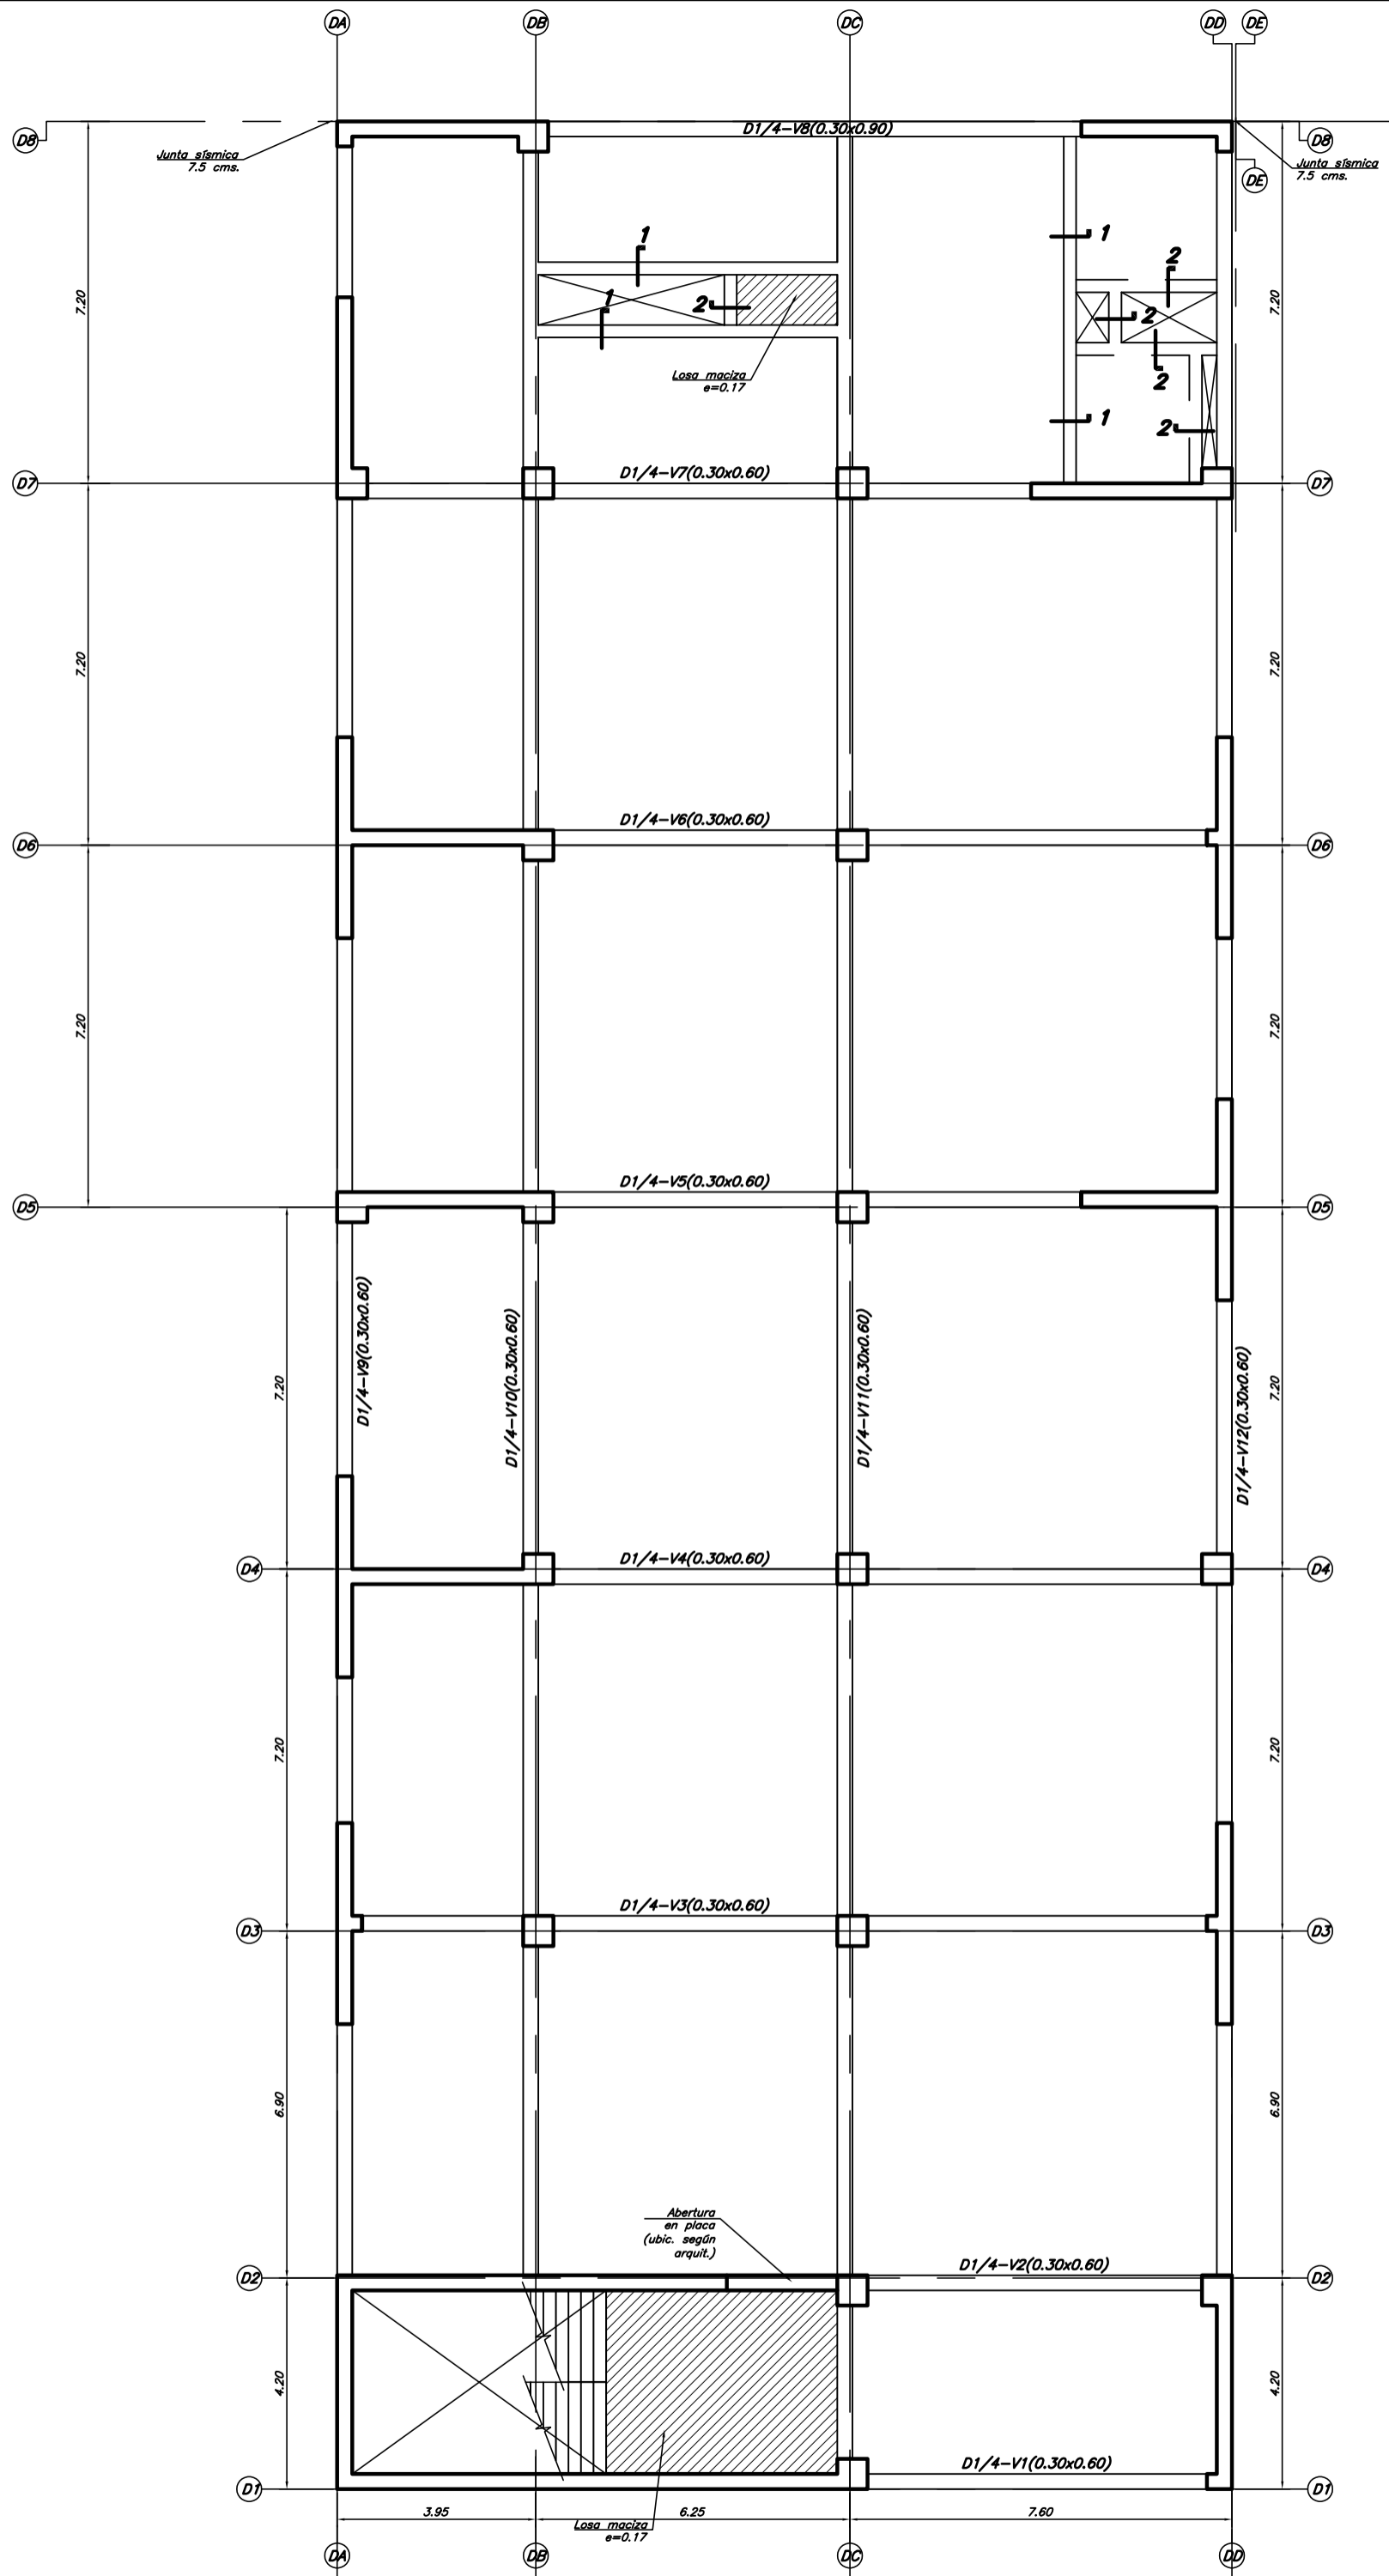 DA
DB
DC
DD
DE
D8
D1/4-V8(0.30x0.90)
D8
Junta sísmica
7.5 cms.
Junta sísmica
7.5 cms.
DE
1
1
2
7.20
1
2
2
7.20
2
Losa maciza
e=0.17
1
2
D7
D1/4-V7(0.30x0.60)
D7
7.20
7.20
D1/4-V6(0.30x0.60)
D6
D6
7.20
7.20
D1/4-V5(0.30x0.60)
D5
D5
D1/4-V9(0.30x0.60)
D1/4-V10(0.30x0.60)
D1/4-V11(0.30x0.60)
D1/4-V12(0.30x0.60)
7.20
7.20
D1/4-V4(0.30x0.60)
D4
D4
7.20
7.20
D1/4-V3(0.30x0.60)
D3
D3
6.90
6.90
Abertura
en placa
(ubic. según
arquit.)
D1/4-V2(0.30x0.60)
D2
D2
4.20
4.20
D1/4-V1(0.30x0.60)
D1
D1
3.95
6.25
7.60
Losa maciza
e=0.17
DA
DB
DC
DD